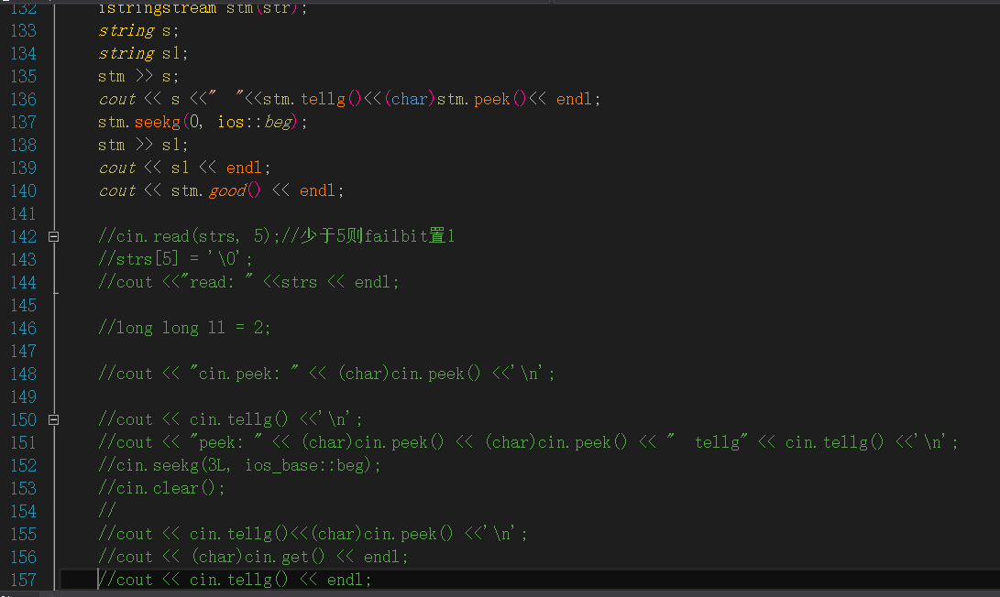 132 istringstream stm(str);
133 string s;
134 string s1;
135 stm >> s;
136 cout << s <<"  "<<stm.tellg()<<(char)stm.peek()<< endl;
137 stm.seekg(0, ios::beg);
138 stm >> s1;
139 cout << s1 << endl;
140 cout << stm.good() << endl;
141
142 //cin.read(strs, 5);//少于5则failbit置1
143 //strs[5] = '\0';
144 //cout <<"read: " <<strs << endl;
145
146 //long long ll = 2;
147
148 //cout << "cin.peek: " << (char)cin.peek() <<'\n';
149
150 //cout << cin.tellg() <<'\n';
151 //cout << "peek: " << (char)cin.peek() << (char)cin.peek() << "  tellg" << cin.tellg() <<'\n';
152 //cin.seekg(3L, ios_base::beg);
153 //cin.clear();
154 //
155 //cout << cin.tellg()<<(char)cin.peek() <<'\n';
156 //cout << (char)cin.get() << endl;
157 //cout << cin.tellg() << endl;